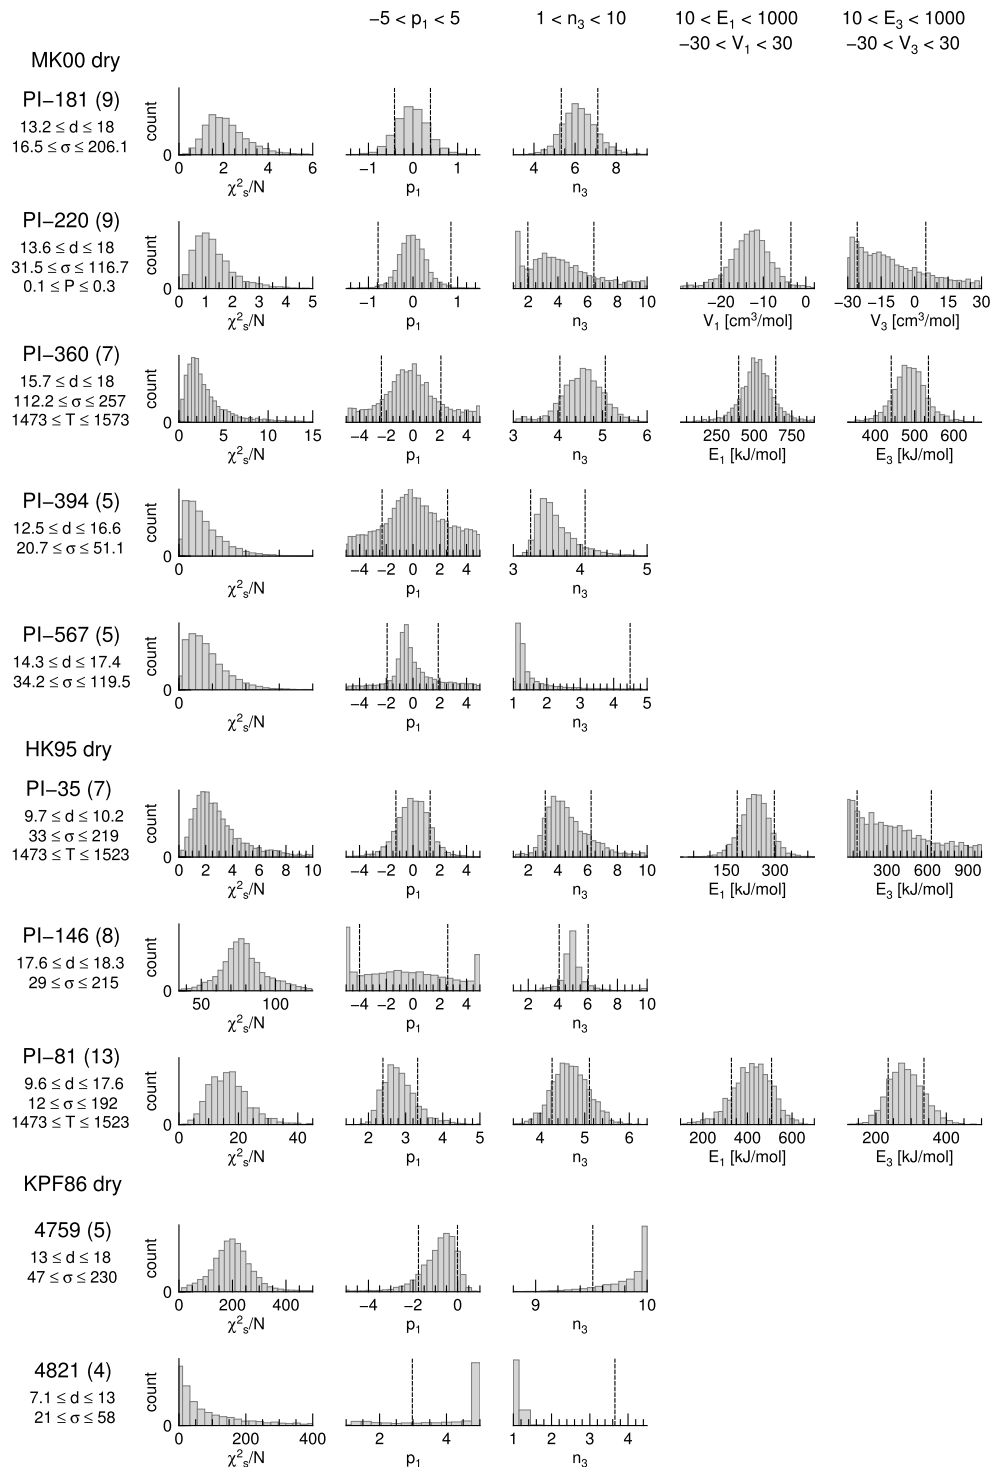 −5 < p1 < 5 1 < n3 < 10 10 < E1 < 1000 10 < E3 < 1000
−30 < V1 < 30 −30 < V3 < 30
MK00 dry
PI−181 (9)
13.2 ≤ d ≤ 18
16.5 ≤ σ ≤ 206.1
count
0
0 2 4 6
χ²s/N
−1 0 1
p1
4 6 8
n3
PI−220 (9)
13.6 ≤ d ≤ 18
31.5 ≤ σ ≤ 116.7
0.1 ≤ P ≤ 0.3
count
0
0 1 2 3 4 5
χ²s/N
−1 0 1
p1
2 4 6 8 10
n3
−20 −10 0
V1 [cm³/mol]
−30 −15 0 15 30
V3 [cm³/mol]
PI−360 (7)
15.7 ≤ d ≤ 18
112.2 ≤ σ ≤ 257
1473 ≤ T ≤ 1573
count
0
0 5 10 15
χ²s/N
−4 −2 0 2 4
p1
3 4 5 6
n3
250 500 750
E1 [kJ/mol]
400 500 600
E3 [kJ/mol]
PI−394 (5)
12.5 ≤ d ≤ 16.6
20.7 ≤ σ ≤ 51.1
count
0
0
χ²s/N
−4 −2 0 2 4
p1
3 4 5
n3
PI−567 (5)
14.3 ≤ d ≤ 17.4
34.2 ≤ σ ≤ 119.5
count
0
0
χ²s/N
−4 −2 0 2 4
p1
1 2 3 4 5
n3
HK95 dry
PI−35 (7)
9.7 ≤ d ≤ 10.2
33 ≤ σ ≤ 219
1473 ≤ T ≤ 1523
count
0
0 2 4 6 8 10
χ²s/N
−4 −2 0 2 4
p1
2 4 6 8 10
n3
150 300
E1 [kJ/mol]
300 600 900
E3 [kJ/mol]
PI−146 (8)
17.6 ≤ d ≤ 18.3
29 ≤ σ ≤ 215
count
0
50 100
χ²s/N
−4 −2 0 2 4
p1
2 4 6 8 10
n3
PI−81 (13)
9.6 ≤ d ≤ 17.6
12 ≤ σ ≤ 192
1473 ≤ T ≤ 1523
count
0
0 20 40
χ²s/N
2 3 4 5
p1
4 5 6
n3
200 400 600
E1 [kJ/mol]
200 400
E3 [kJ/mol]
KPF86 dry
4759 (5)
13 ≤ d ≤ 18
47 ≤ σ ≤ 230
count
0
0 200 400
χ²s/N
−4 −2 0
p1
9 10
n3
4821 (4)
7.1 ≤ d ≤ 13
21 ≤ σ ≤ 58
count
0
0 200 400
χ²s/N
2 4
p1
1 2 3 4
n3